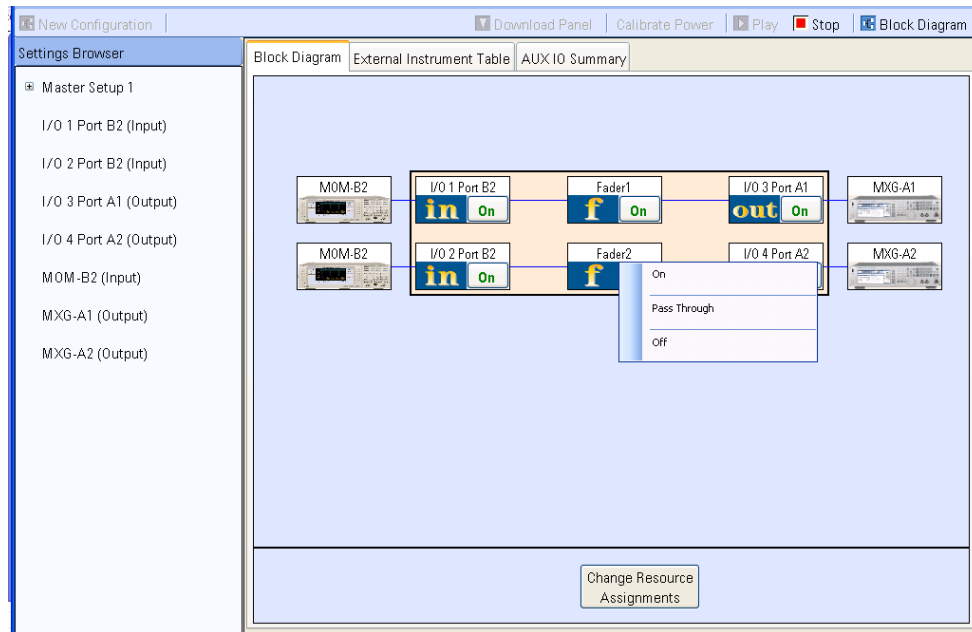 New Configuration
Download Panel
Calibrate Power
Play
Stop
Block Diagram
Settings Browser
Master Setup 1
I/O 1 Port B2 (Input)
I/O 2 Port B2 (Input)
I/O 3 Port A1 (Output)
I/O 4 Port A2 (Output)
MOM-B2 (Input)
MXG-A1 (Output)
MXG-A2 (Output)
Block Diagram
External Instrument Table
AUX IO Summary
MOM-B2
I/O 1 Port B2
in
On
Fader1
f
On
I/O 3 Port A1
out
On
MXG-A1
MOM-B2
I/O 2 Port B2
in
On
Fader2
f
I/O 4 Port A2
MXG-A2
On
Pass Through
Off
Change Resource
Assignments